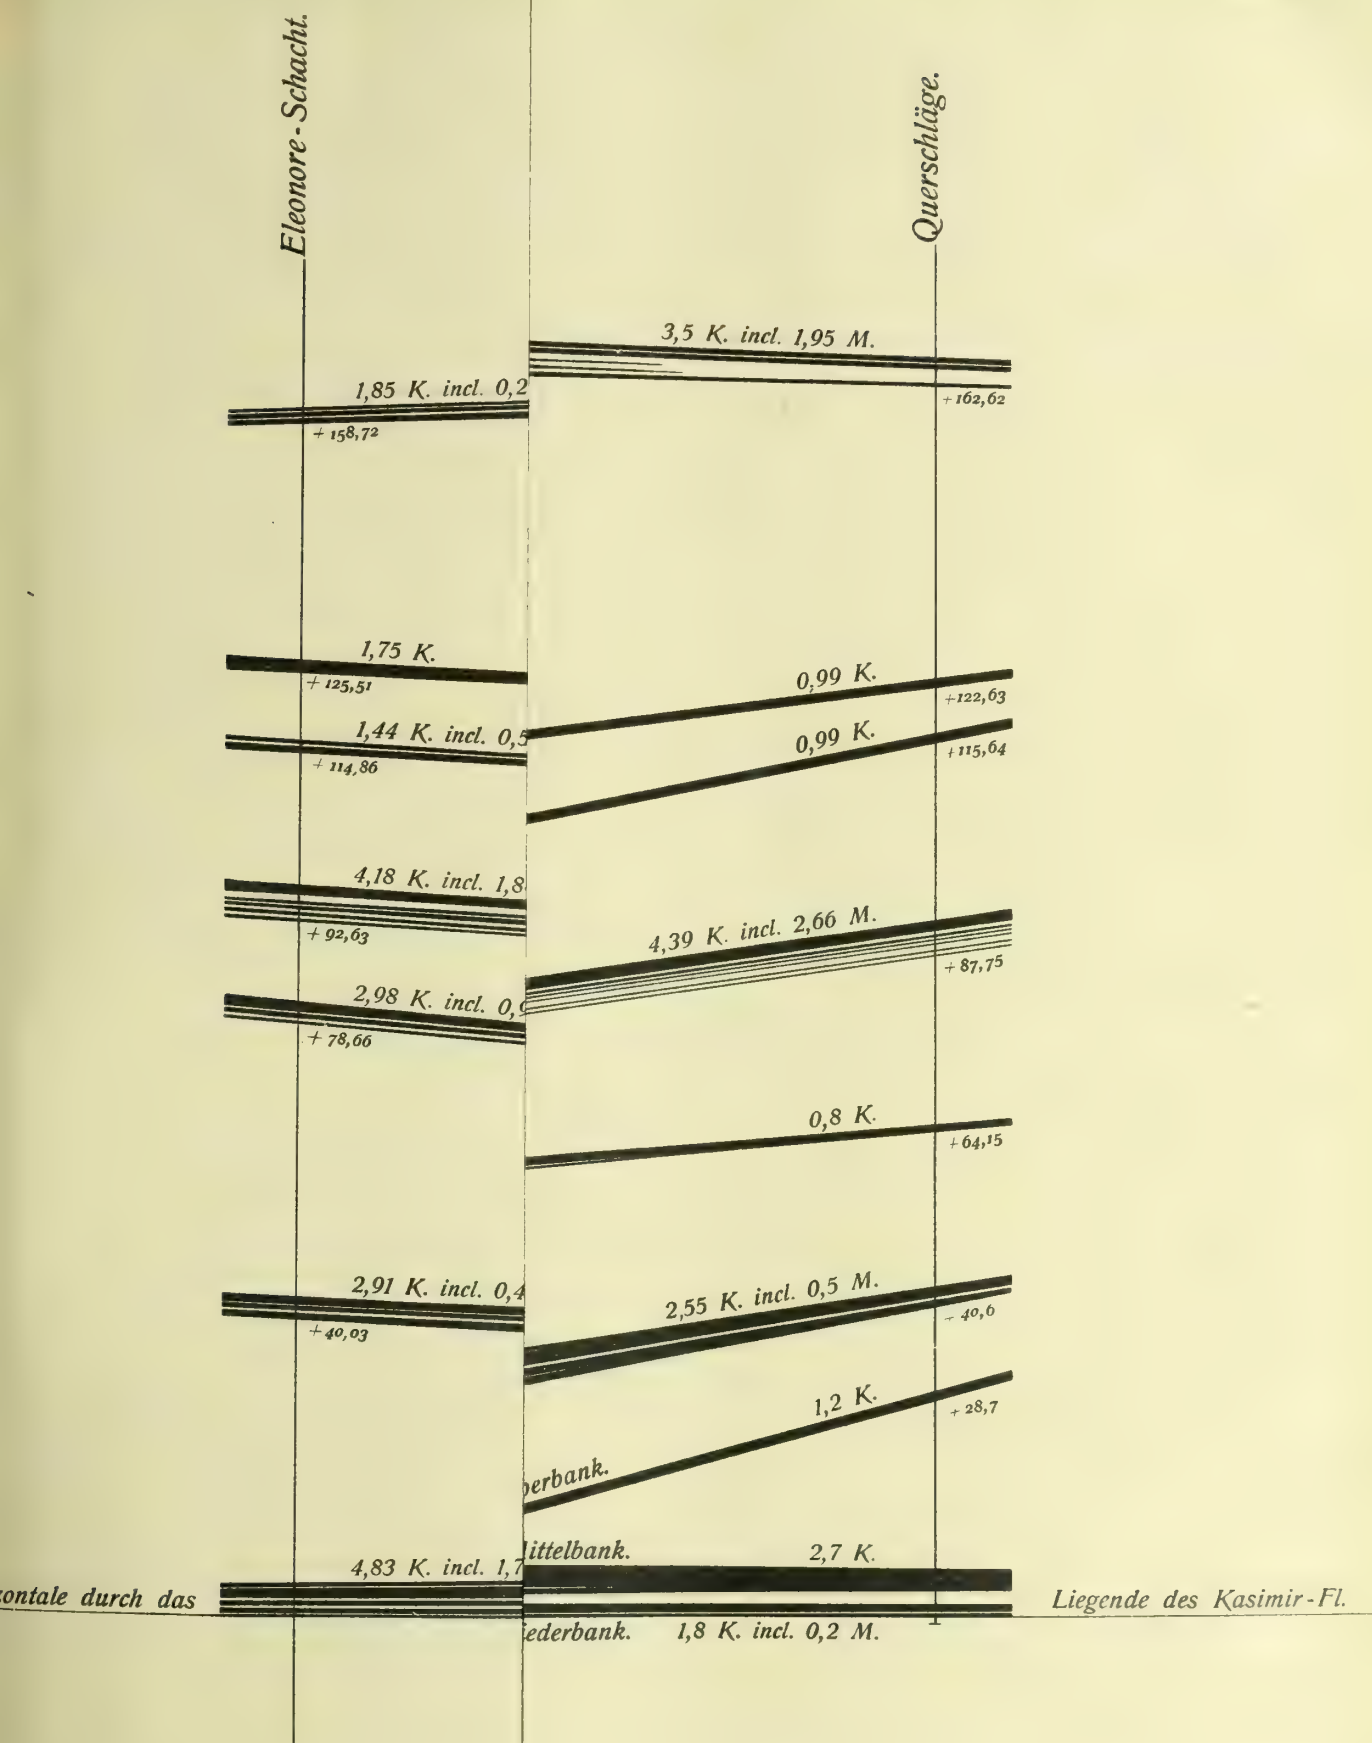 Eleonore-Schacht.
Querschläge.
3,5 K. incl. 1,95 M.
+162,62
1,85 K. incl. 0,2
+158,72
1,75 K.
+125,51
0,99 K.
+122,63
1,44 K. incl. 0,5
+114,86
0,99 K.
+115,64
4,18 K. incl. 1,8
+92,63
4,39 K. incl. 2,66 M.
+87,75
2,98 K. incl. 0,9
+78,66
0,8 K.
+64,15
2,91 K. incl. 0,4
+40,03
2,55 K. incl. 0,5 M.
+40,6
1,2 K.
+28,7
berbank.
ittelbank.
2,7 K.
4,83 K. incl. 1,7
zontale durch das
Liegende des Kasimir-Fl.
ederbank. 1,8 K. incl. 0,2 M.